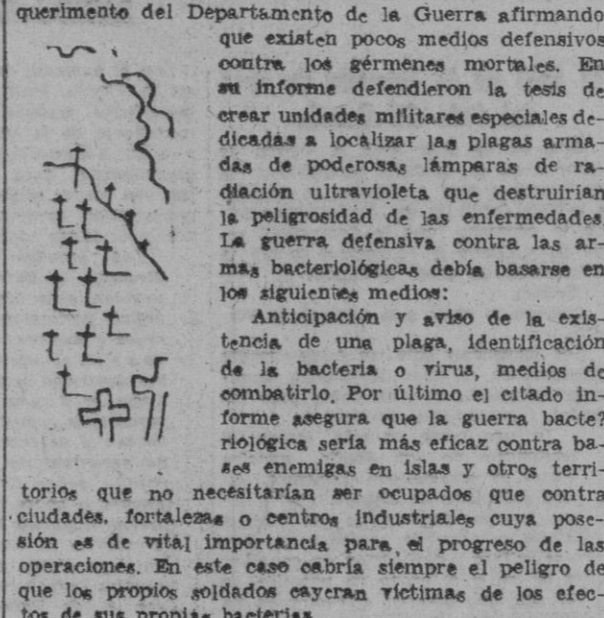 querimento del Departamento de la Guerra afirmando
que existen pocos medios defensivos
contra los gérmenes mortales. En
su informe defendieron la tesis de
crear unidades militares especiales de-
dicadas a localizar las plagas arma-
das de poderosas lámparas de ra-
diación ultravioleta que destruirían
la peligrosidad de las enfermedades.
La guerra defensiva contra las ar-
mas bacteriológicas debía basarse en
los siguientes medios:
Anticipación y aviso de la exis-
tencia de una plaga, identificación
de la bacteria o virus, medios de
combatirlo. Por último el citado in-
forme asegura que la guerra bacte?
riológica sería más eficaz contra ba-
ses enemigas en islas y otros terri-
torios que no necesitarían ser ocupados que contra
ciudades, fortalezas o centros industriales cuya pose-
sión es de vital importancia para el progreso de las
operaciones. En este caso cabría siempre el peligro de
que los propios soldados cayeran víctimas de los efec-
tos de sus propias bacterias.